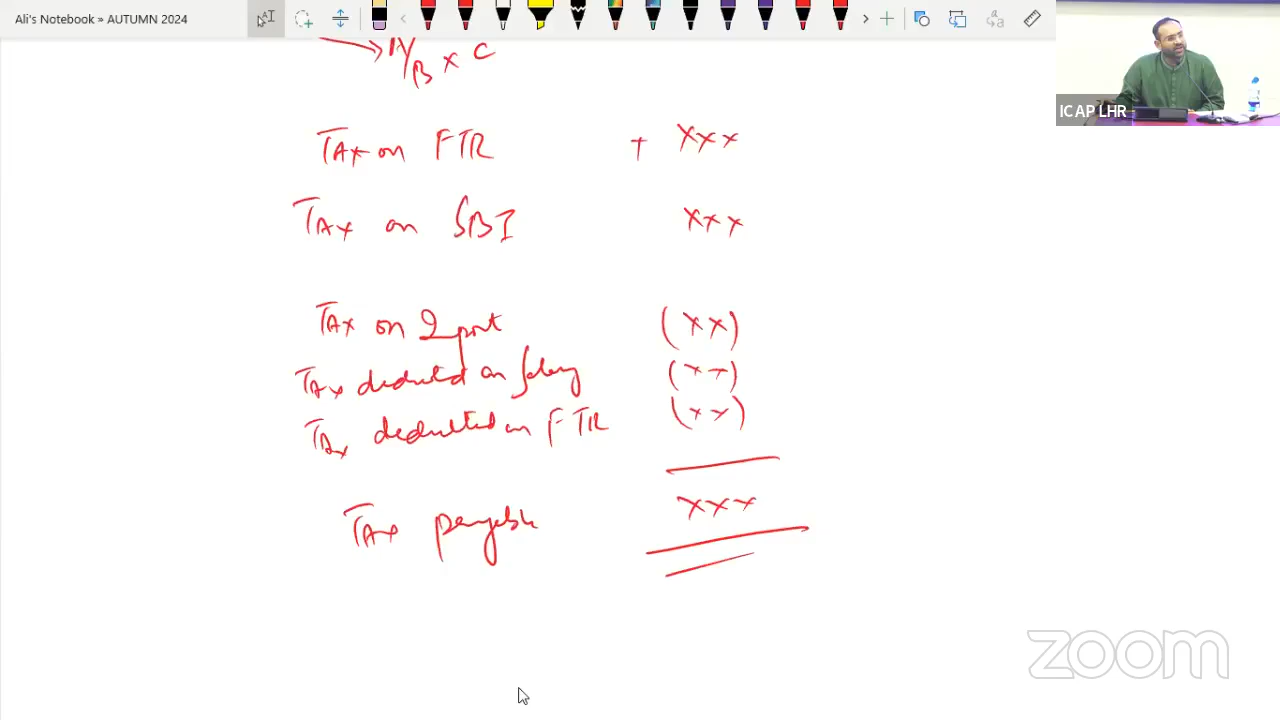 Ali's Notebook » AUTUMN 2024
ICAP LHR
A/B × C
Tax on FTR + xxx
Tax on SBI xxx
Tax on Import (xx)
Tax deducted on Salary (xx)
Tax deducted on FTR (xx)
xxx
Tax payable
zoom